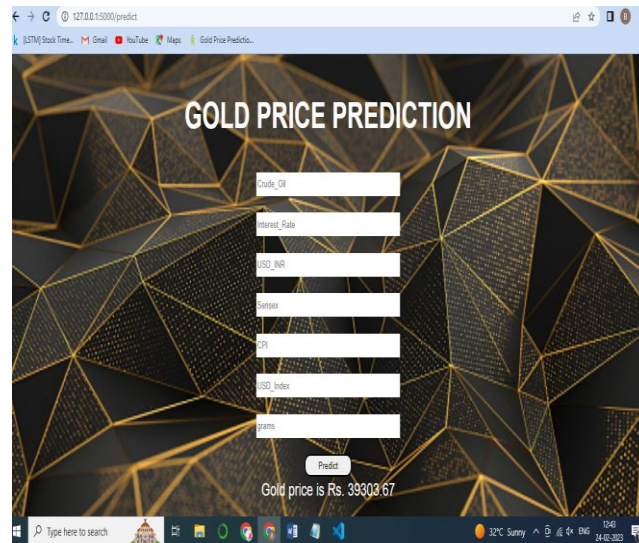 127.0.0.1:5000/predict
[LSTM] Stock Time... Gmail YouTube Maps Gold Price Predictio...
GOLD PRICE PREDICTION
Crude_Oil
Interest_Rate
USD_INR
Sensex
CPI
USD_Index
grams
Predict
Gold price is Rs. 39303.67
Type here to search
32°C Sunny ENG
12:43
24-02-2023